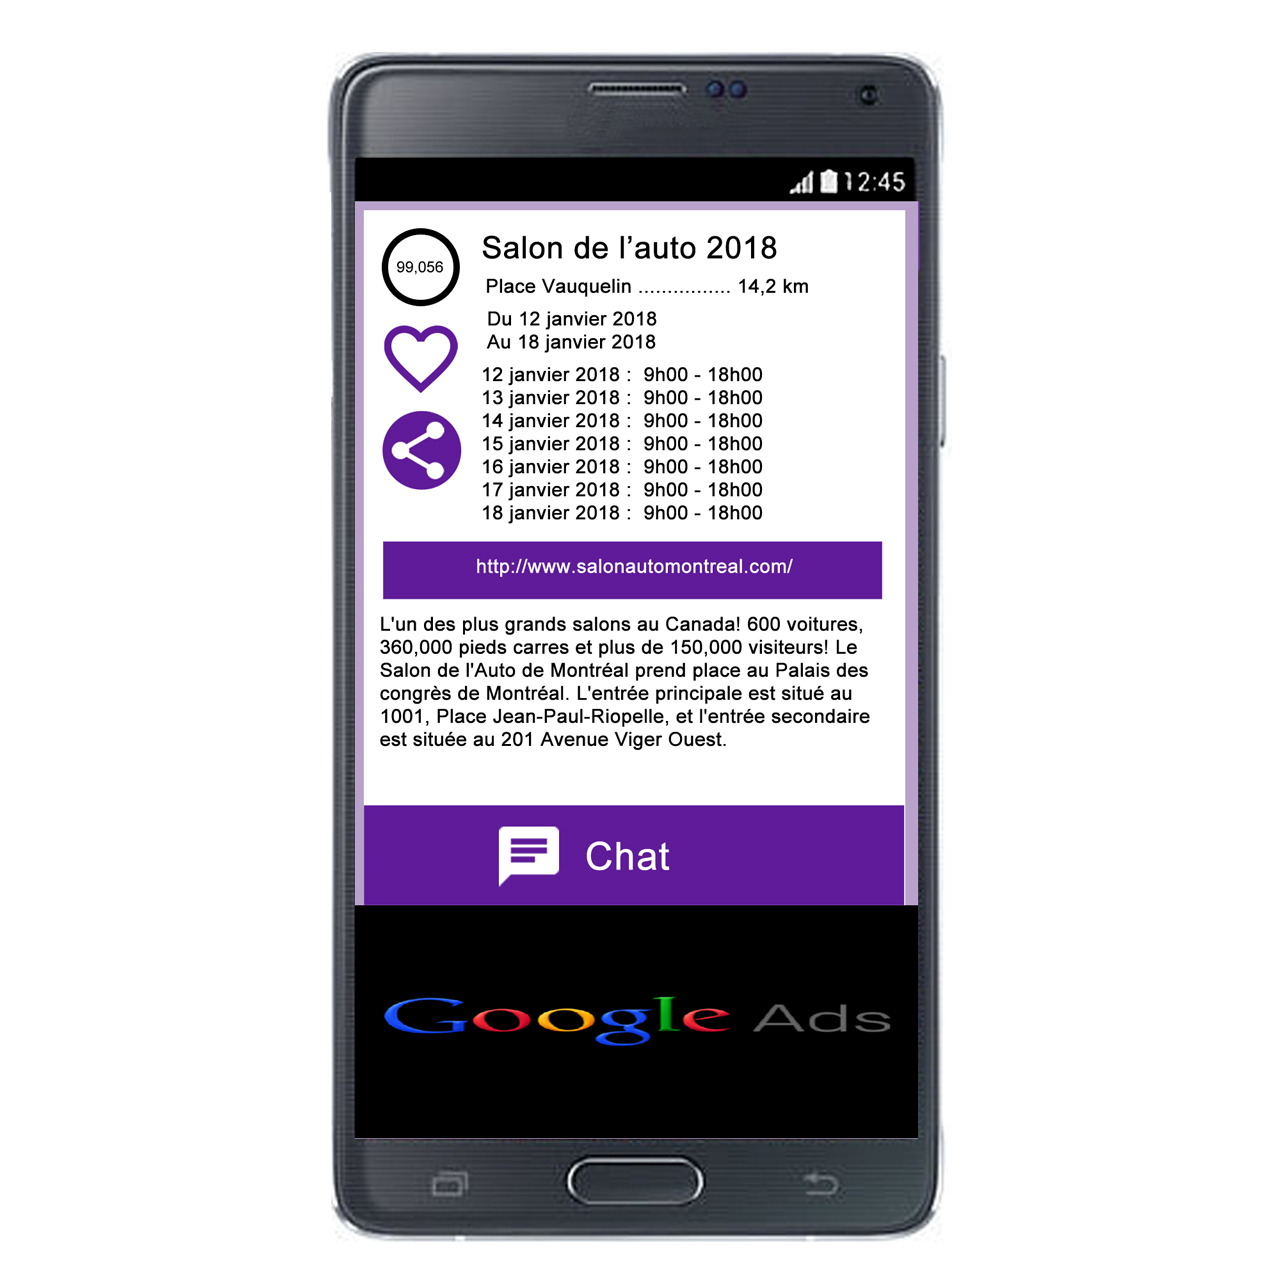 12:45
99,056
Salon de l’auto 2018
Place Vauquelin ................ 14,2 km
Du 12 janvier 2018
Au 18 janvier 2018
12 janvier 2018 : 9h00 - 18h00
13 janvier 2018 : 9h00 - 18h00
14 janvier 2018 : 9h00 - 18h00
15 janvier 2018 : 9h00 - 18h00
16 janvier 2018 : 9h00 - 18h00
17 janvier 2018 : 9h00 - 18h00
18 janvier 2018 : 9h00 - 18h00
http://www.salonautomontreal.com/
L'un des plus grands salons au Canada! 600 voitures,
360,000 pieds carres et plus de 150,000 visiteurs! Le
Salon de l'Auto de Montréal prend place au Palais des
congrès de Montréal. L'entrée principale est situé au
1001, Place Jean-Paul-Riopelle, et l'entrée secondaire
est située au 201 Avenue Viger Ouest.
Chat
Google Ads